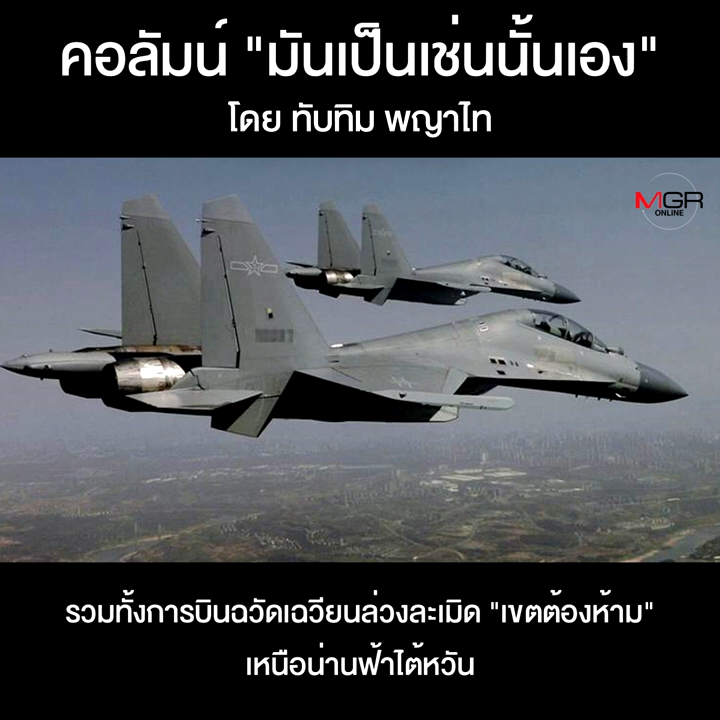 คอลัมน์ "มันเป็นเช่นนั้นเอง"
โดย ทับทิม พญาไท
MGR
ONLINE
รวมทั้งการบินฉวัดเฉวียนล่วงละเมิด "เขตต้องห้าม"
เหนือน่านฟ้าไต้หวัน